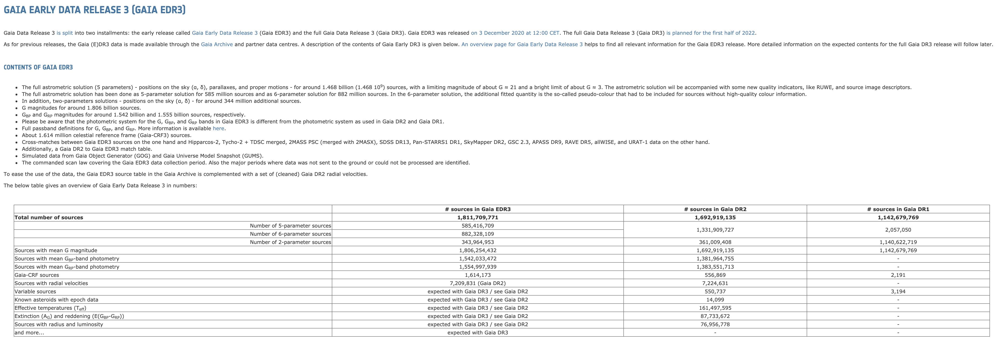 GAIA EARLY DATA RELEASE 3 (GAIA EDR3)
Gaia Data Release 3 is split into two installments: the early release called Gaia Early Data Release 3 (Gaia EDR3) and the full Gaia Data Release 3 (Gaia DR3). Gaia EDR3 was released on 3 December 2020 at 12:00 CET. The full Gaia Data Release 3 (Gaia DR3) is planned for the first half of 2022.
As for previous releases, the Gaia (E)DR3 data is made available through the Gaia Archive and partner data centres. A description of the contents of Gaia Early DR3 is given below. An overview page for Gaia Early Data Release 3 helps to find all relevant information for the Gaia EDR3 release. More detailed information on the expected contents for the full Gaia DR3 release will follow later.
CONTENTS OF GAIA EDR3
• The full astrometric solution (5 parameters) - positions on the sky (α, δ), parallaxes, and proper motions - for around 1.468 billion (1.468 10⁹) sources, with a limiting magnitude of about G ≈ 21 and a bright limit of about G ≈ 3. The astrometric solution wil be accompanied with some new quality indicators, like RUWE, and source image descriptors.
• The full astrometric solution has been done as 5-parameter solution for 585 million sources and as 6-parameter solution for 882 million sources. In the 6-parameter solution, the additional fitted quantity is the so-called pseudo-colour that had to be included for sources without high-quality colour information.
• In addition, two-parameters solutions - positions on the sky (α, δ) - for around 344 million additional sources.
• G magnitudes for around 1.806 billion sources.
• GBP and GRP magnitudes for around 1.542 billion and 1.555 billion sources, respectively.
• Please be aware that the photometric system for the G, GBP, and GRP bands in Gaia EDR3 is different from the photometric system as used in Gaia DR2 and Gaia DR1.
• Full passband definitions for G, GBP, and GRP. More information is available here.
• About 1.614 million celestial reference frame (Gaia-CRF3) sources.
• Cross-matches between Gaia EDR3 sources on the one hand and Hipparcos-2, Tycho-2 + TDSC merged, 2MASS PSC (merged with 2MASX), SDSS DR13, Pan-STARRS1 DR1, SkyMapper DR2, GSC 2.3, APASS DR9, RAVE DR5, allWISE, and URAT-1 data on the other hand.
• Additionally, a Gaia DR2 to Gaia EDR3 match table.
• Simulated data from Gaia Object Generator (GOG) and Gaia Universe Model Snapshot (GUMS).
• The commanded scan law covering the Gaia EDR3 data collection period. Also the major periods where data was not sent to the ground or could not be processed are identified.
To ease the use of the data, the Gaia EDR3 source table in the Gaia Archive is complemented with a set of (cleaned) Gaia DR2 radial velocities.
The below table gives an overview of Gaia Early Data Release 3 in numbers:
# sources in Gaia EDR3 # sources in Gaia DR2 # sources in Gaia DR1
Total number of sources 1,811,709,771 1,692,919,135 1,142,679,769
Number of 5-parameter sources 585,416,709
1,331,909,727 2,057,050
Number of 6-parameter sources 882,328,109
Number of 2-parameter sources 343,964,953 361,009,408 1,140,622,719
Sources with mean G magnitude 1,806,254,432 1,692,919,135 1,142,679,769
Sources with mean GBP-band photometry 1,542,033,472 1,381,964,755 -
Sources with mean GRP-band photometry 1,554,997,939 1,383,551,713 -
Gaia-CRF sources 1,614,173 556,869 2,191
Sources with radial velocities 7,209,831 (Gaia DR2) 7,224,631 -
Variable sources expected with Gaia DR3 / see Gaia DR2 550,737 3,194
Known asteroids with epoch data expected with Gaia DR3 / see Gaia DR2 14,099 -
Effective temperatures (Teff) expected with Gaia DR3 / see Gaia DR2 161,497,595 -
Extinction (AG) and reddening (E(GBP-GRP)) expected with Gaia DR3 / see Gaia DR2 87,733,672 -
Sources with radius and luminosity expected with Gaia DR3 / see Gaia DR2 76,956,778 -
and more... expected with Gaia DR3 - -